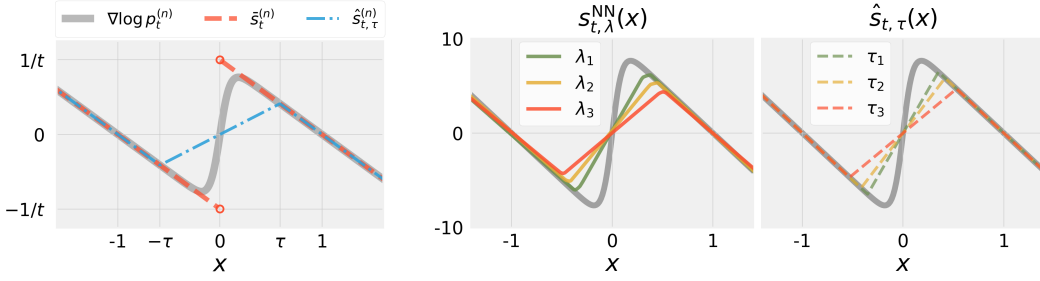 ∇log p_t^{(n)} s̄_t^{(n)} ŝ_{t,τ}^{(n)}
1/t
0
−1/t
-1 −τ 0 τ 1
x
s_{t,λ}^{NN}(x)
10
0
-10
λ₁
λ₂
λ₃
-1 0 1
x
ŝ_{t,τ}(x)
τ₁
τ₂
τ₃
-1 0 1
x